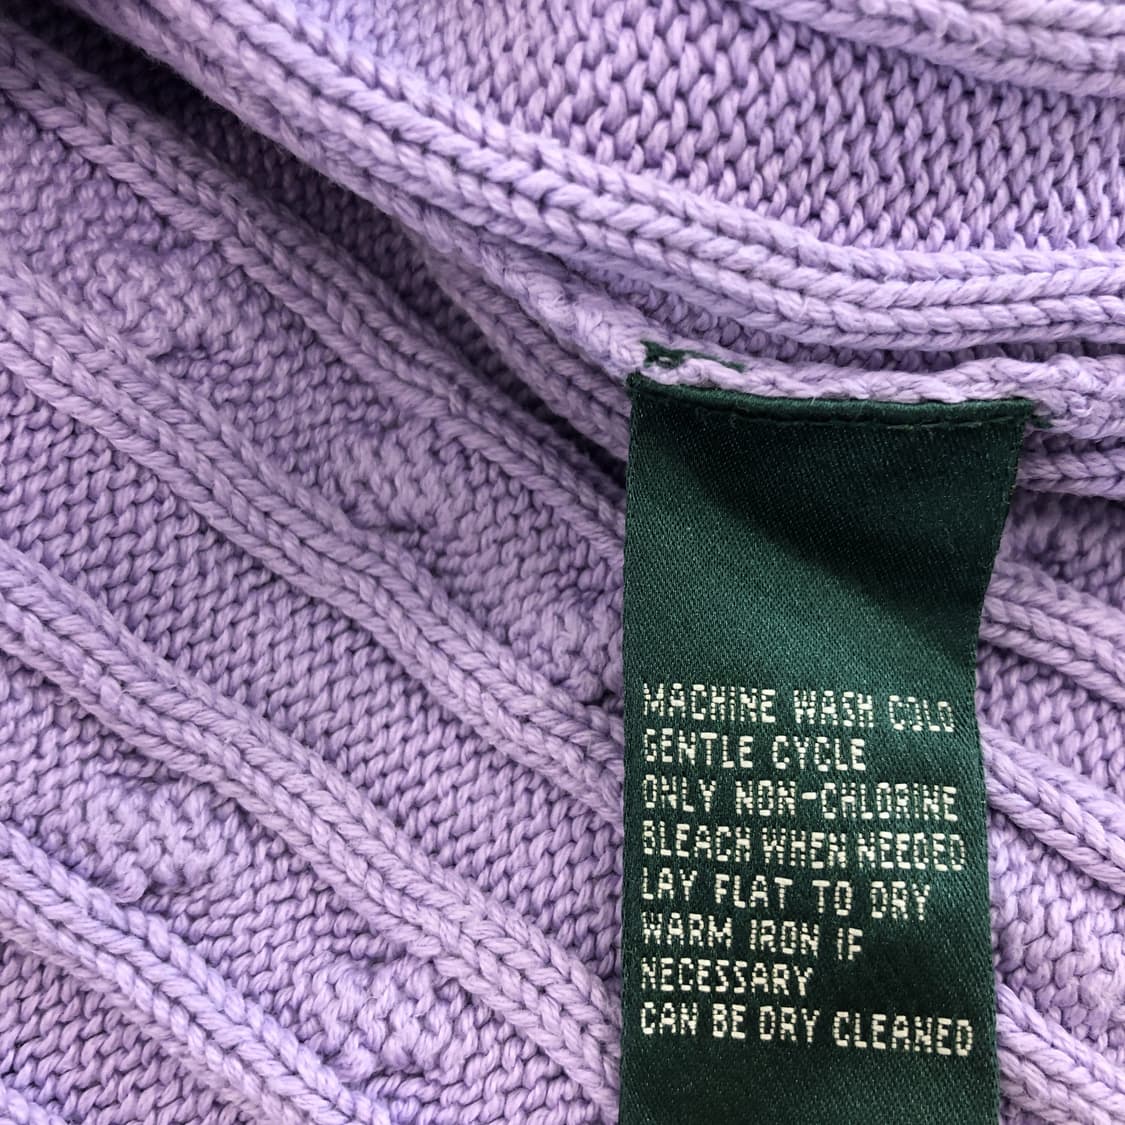 MACHINE WASH COLD
GENTLE CYCLE
ONLY NON-CHLORINE
BLEACH WHEN NEEDED
LAY FLAT TO DRY
WARM IRON IF
NECESSARY
CAN BE DRY CLEANED